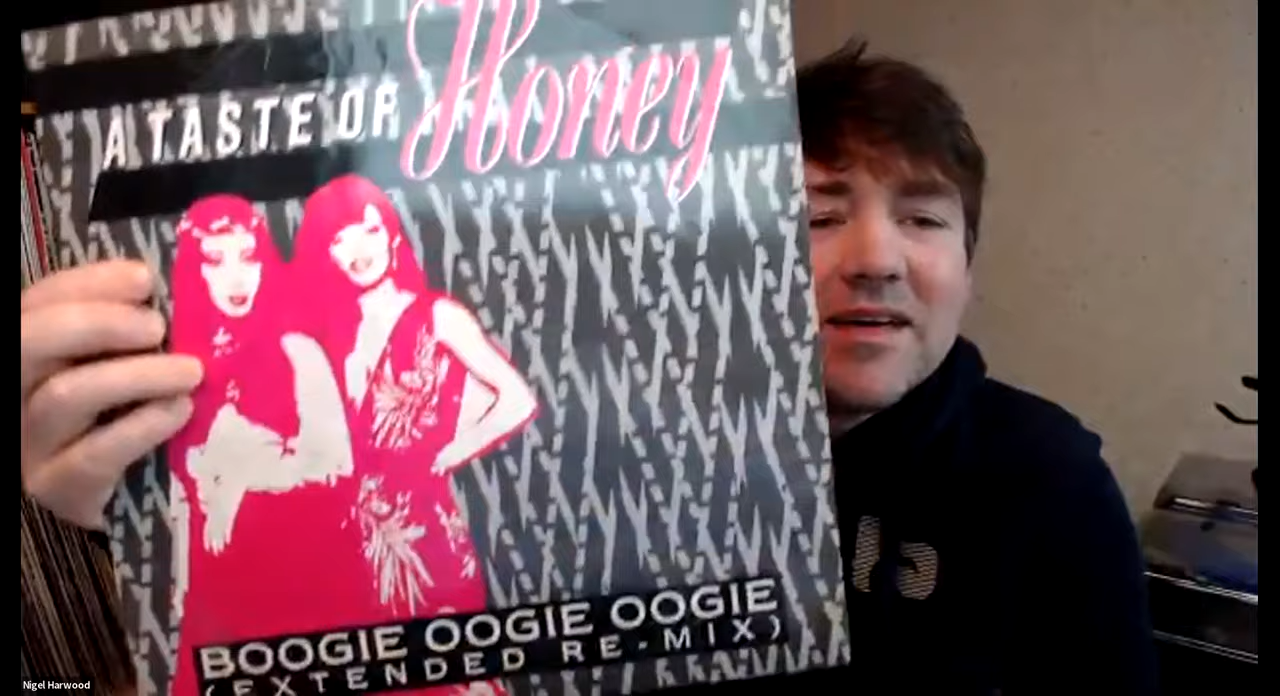 A TASTE OF Honey
BOOGIE OOGIE OOGIE
(EXTENDED RE-MIX)
Nigel Harwood